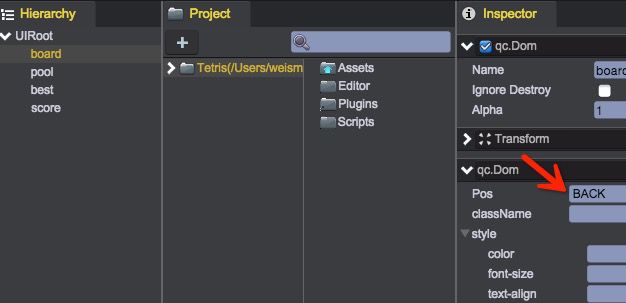 Hierarchy
UIRoot
board
pool
best
score
Project
+
Tetris(/Users/weism
Assets
Editor
Plugins
Scripts
Inspector
qc.Dom
Name board
Ignore Destroy
Alpha 1
Transform
qc.Dom
Pos BACK
className
style
color
font-size
text-align